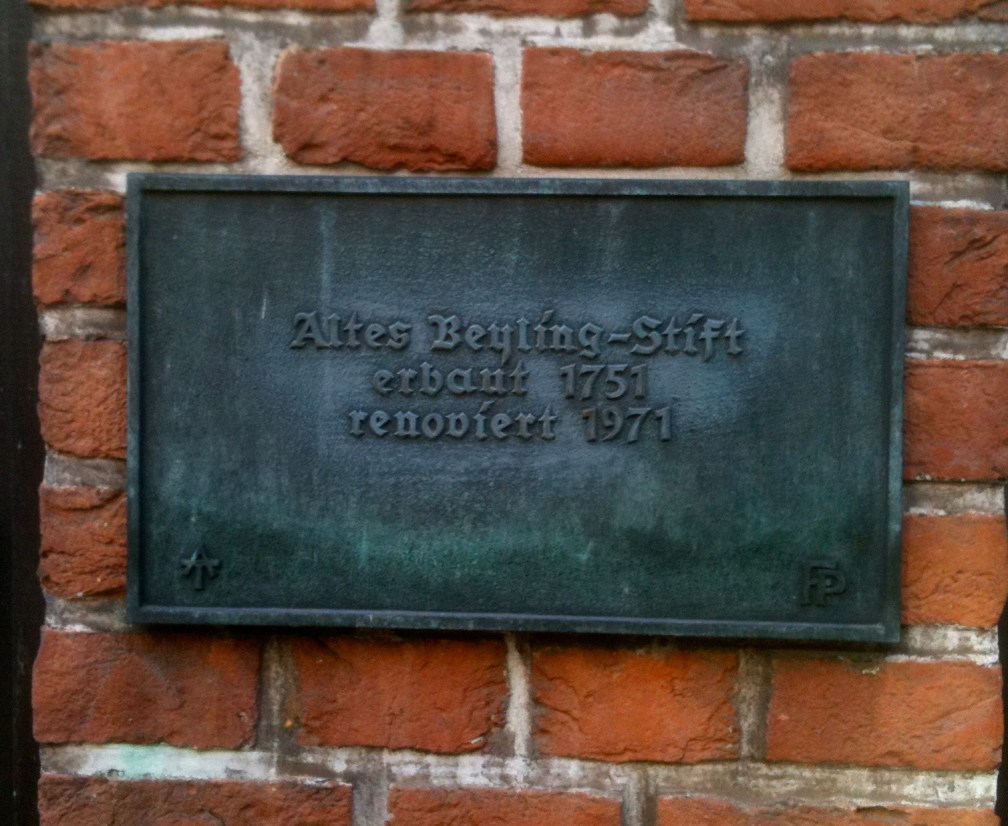 Altes Beyling-Stift
erbaut 1751
renoviert 1971
FP